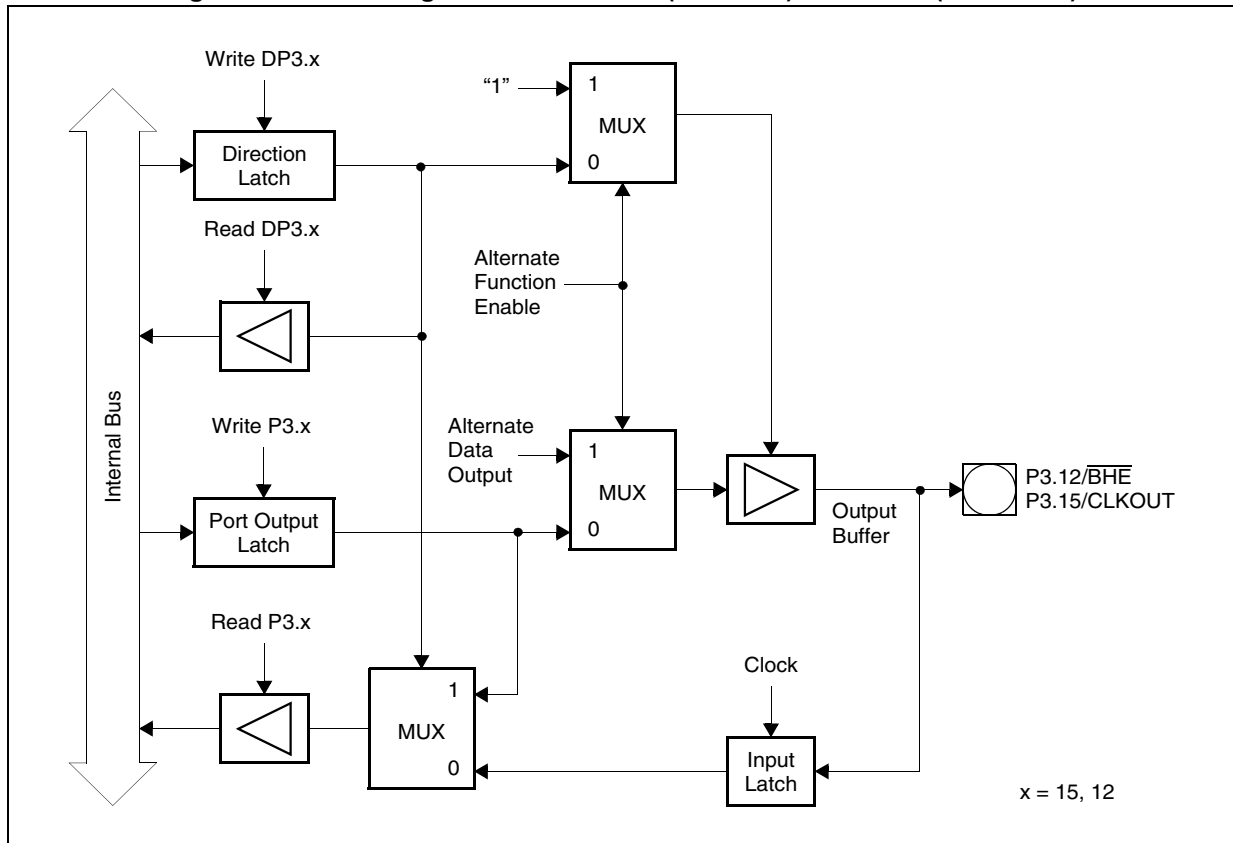 Write DP3.x
Direction
Latch
Read DP3.x
Internal Bus
Write P3.x
Port Output
Latch
Read P3.x
“1”
1
MUX
0
Alternate
Function
Enable
Alternate
Data
Output
1
MUX
0
Output
Buffer
P3.12/BHE
P3.15/CLKOUT
1
MUX
0
Clock
Input
Latch
x = 15, 12